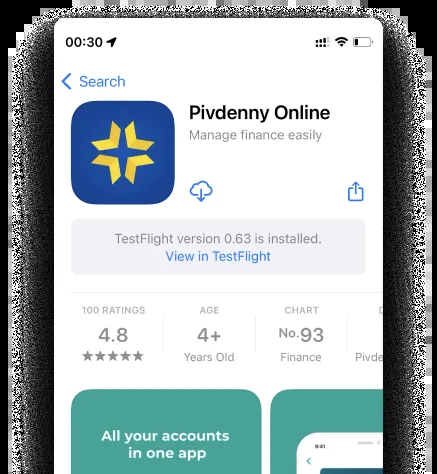 00:30
Search
Pivdenny Online
Manage finance easily
TestFlight version 0.63 is installed.
View in TestFlight
100 RATINGS
AGE
CHART
D
4.8
4+
No.93
★★★★★
Years Old
Finance
Pivde
All your accounts
in one app
9:41